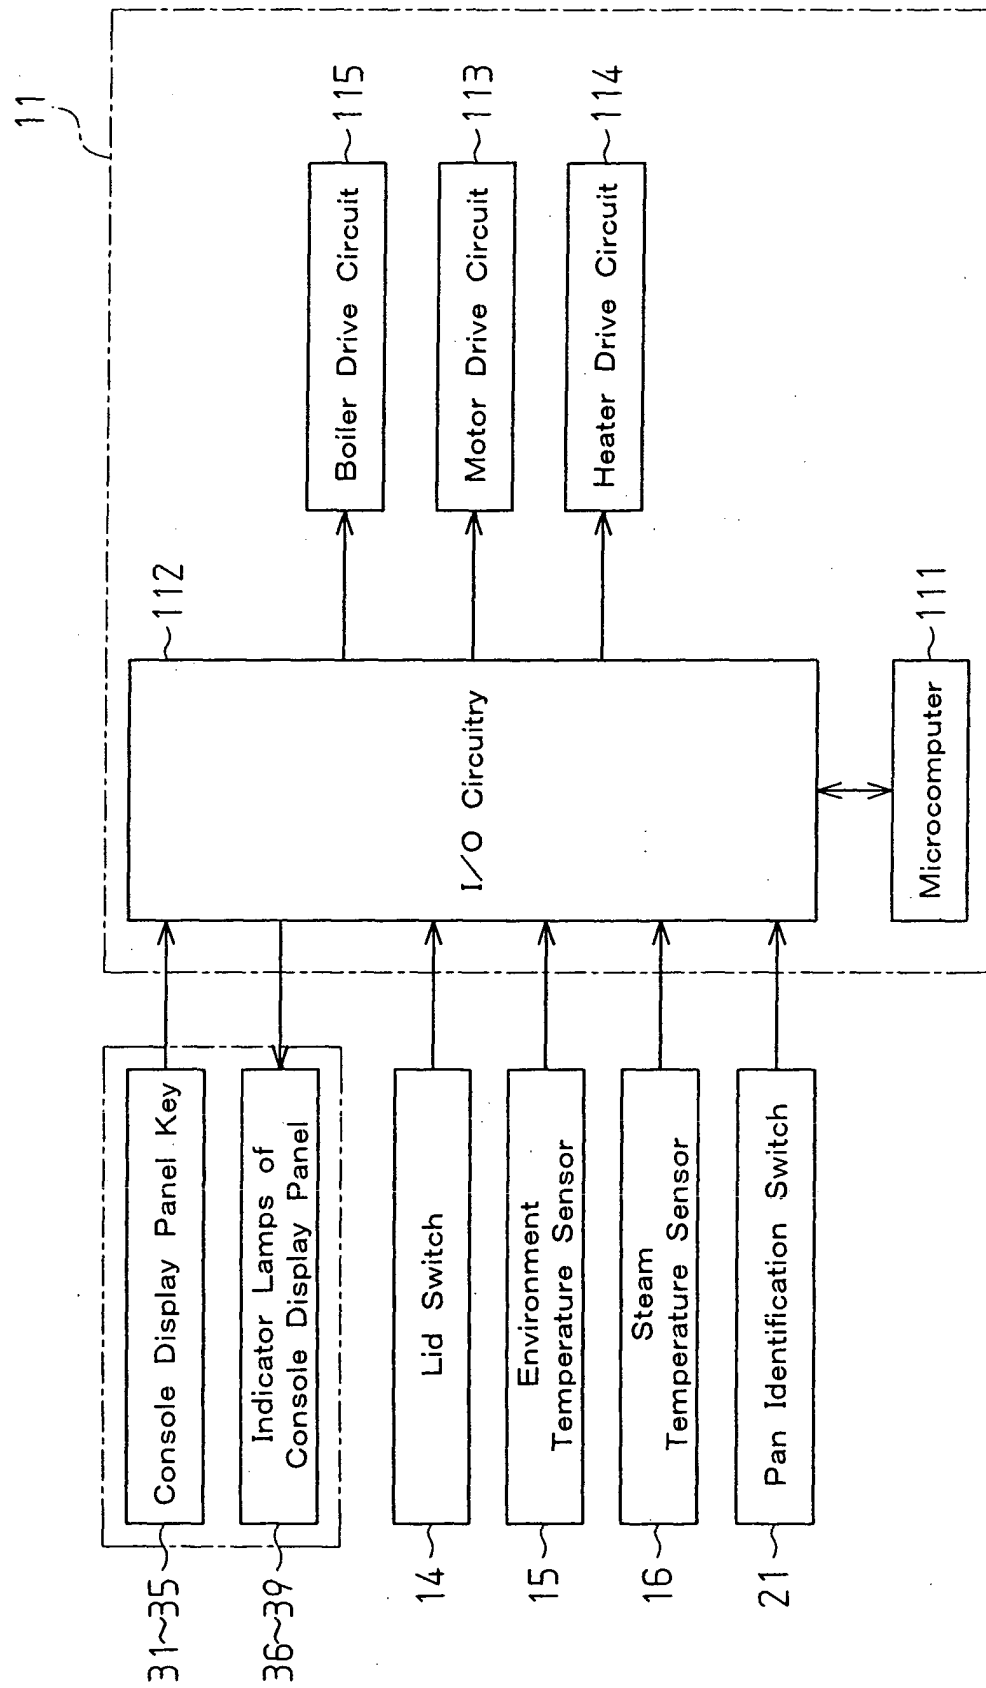 11
31~35
Console Display Panel Key
36~39
Indicator Lamps of
Console Display Panel
14
Lid Switch
15
Environment
Temperature Sensor
16
Steam
Temperature Sensor
21
Pan Identification Switch
I/O Circuitry
112
Microcomputer
111
Boiler Drive Circuit
115
Motor Drive Circuit
113
Heater Drive Circuit
114